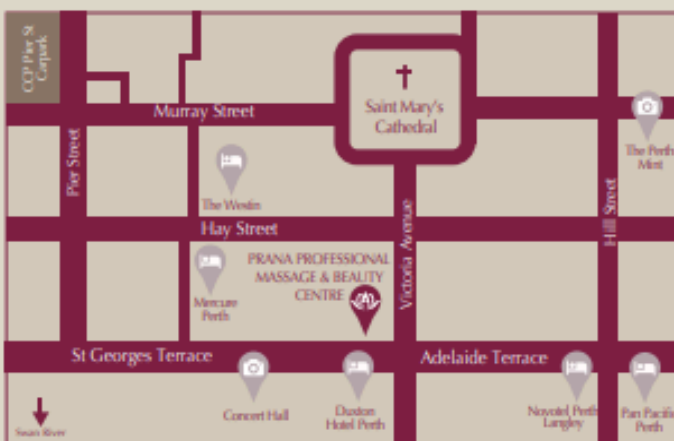 CCP Pier St
Carpark
Murray Street
Saint Mary's
Cathedral
Pier Street
The Perth
Mint
The Westin
Hill Street
Hay Street
Victoria Avenue
PRANA PROFESSIONAL
MASSAGE & BEAUTY
CENTRE
Mercure
Perth
St Georges Terrace
Adelaide Terrace
Concert Hall
Duxton
Hotel Perth
Novotel Perth
Langley
Pan Pacific
Perth
Swan River